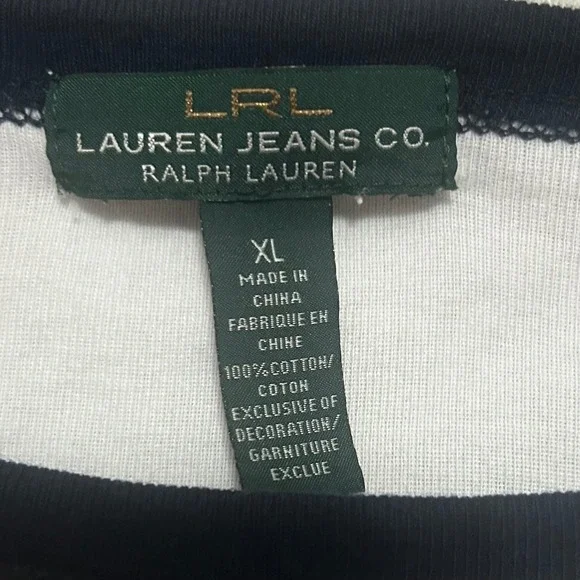 LRL
LAUREN JEANS CO.
RALPH LAUREN
XL
MADE IN
CHINA
FABRIQUE EN
CHINE
100%COTTON/
COTON
EXCLUSIVE OF
DECORATION/
GARNITURE
EXCLUE